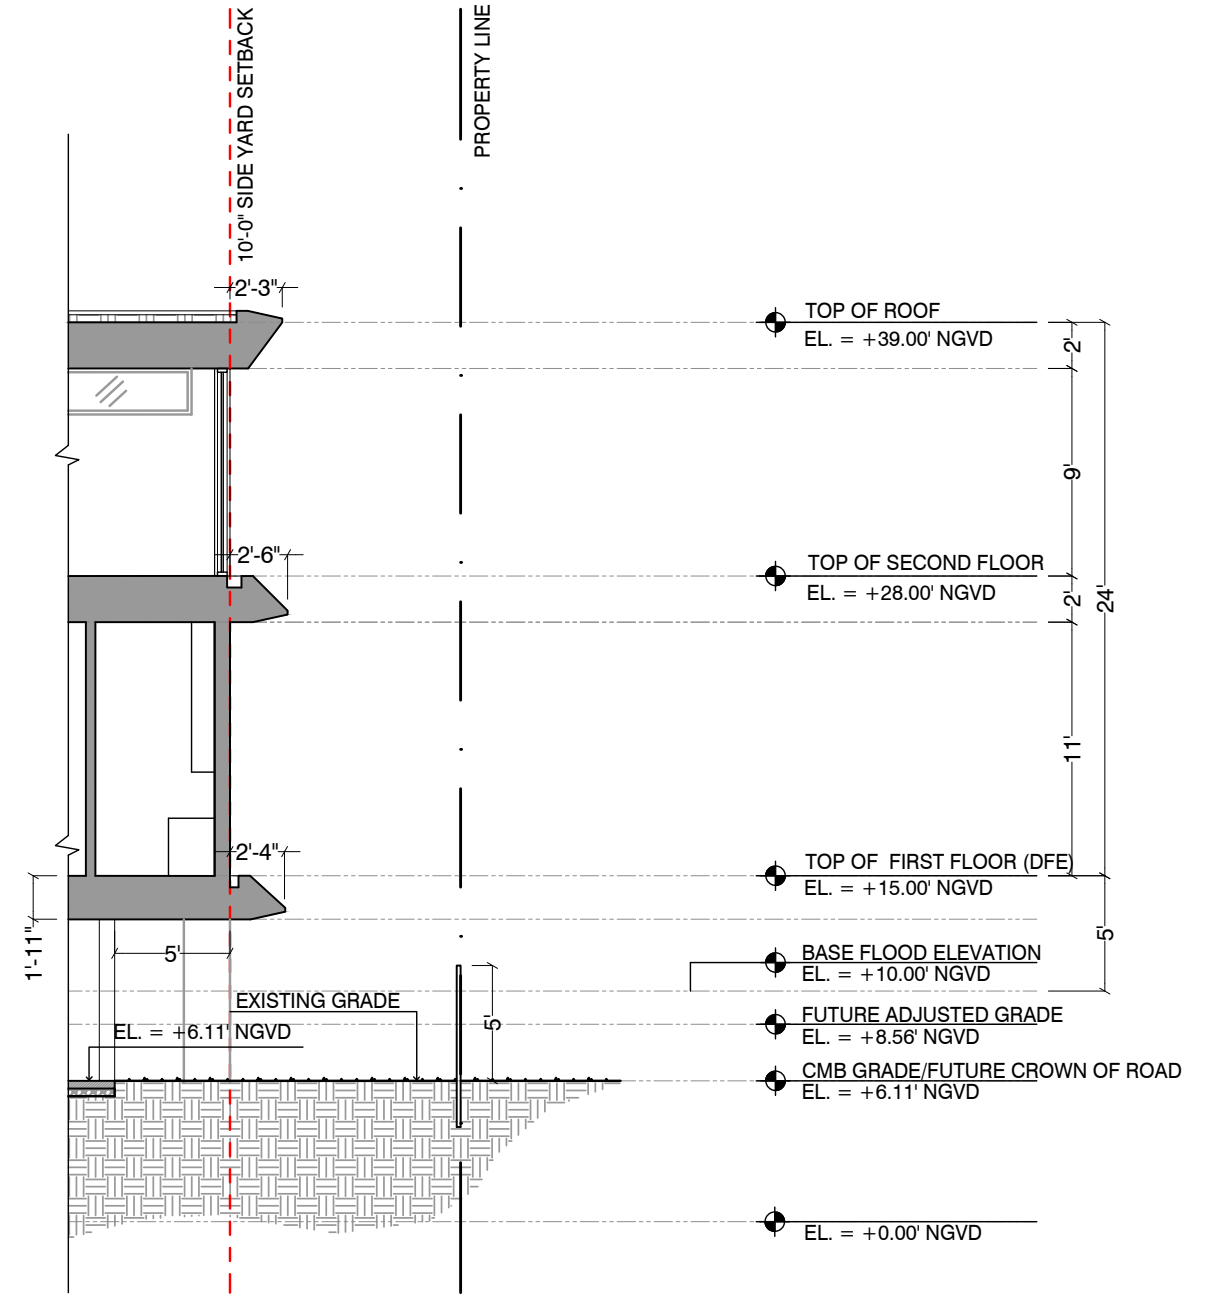 10'-0" SIDE YARD SETBACK
PROPERTY LINE
2'-3"
TOP OF ROOF
EL. = +39.00' NGVD
2'
9'
2'-6"
TOP OF SECOND FLOOR
EL. = +28.00' NGVD
2'
24'
11'
2'-4"
TOP OF FIRST FLOOR (DFE)
EL. = +15.00' NGVD
1'-11"
5'
5'
BASE FLOOD ELEVATION
EL. = +10.00' NGVD
EXISTING GRADE
EL. = +6.11' NGVD
5'
FUTURE ADJUSTED GRADE
EL. = +8.56' NGVD
CMB GRADE/FUTURE CROWN OF ROAD
EL. = +6.11' NGVD
EL. = +0.00' NGVD